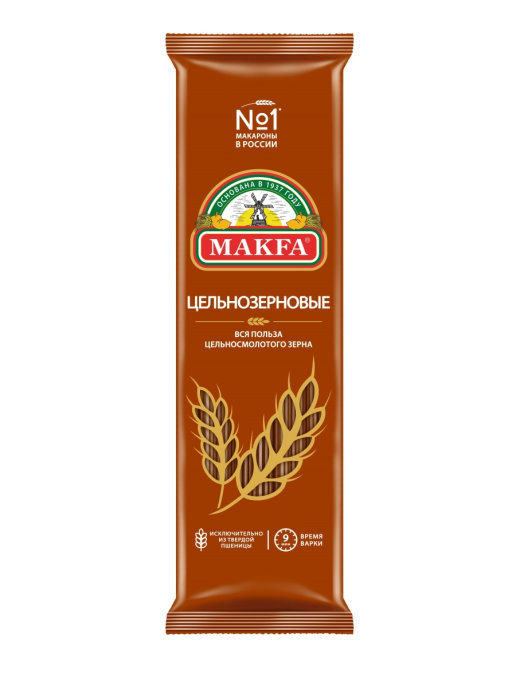 №1*
МАКАРОНЫ
В РОССИИ
ОСНОВАНА В 1937 ГОДУ
MAKFA®
ЦЕЛЬНОЗЕРНОВЫЕ
ВСЯ ПОЛЬЗА
ЦЕЛЬНОСМОЛОТОГО ЗЕРНА
ИСКЛЮЧИТЕЛЬНО
ИЗ ТВЕРДОЙ
ПШЕНИЦЫ
9
МИН
ВРЕМЯ
ВАРКИ